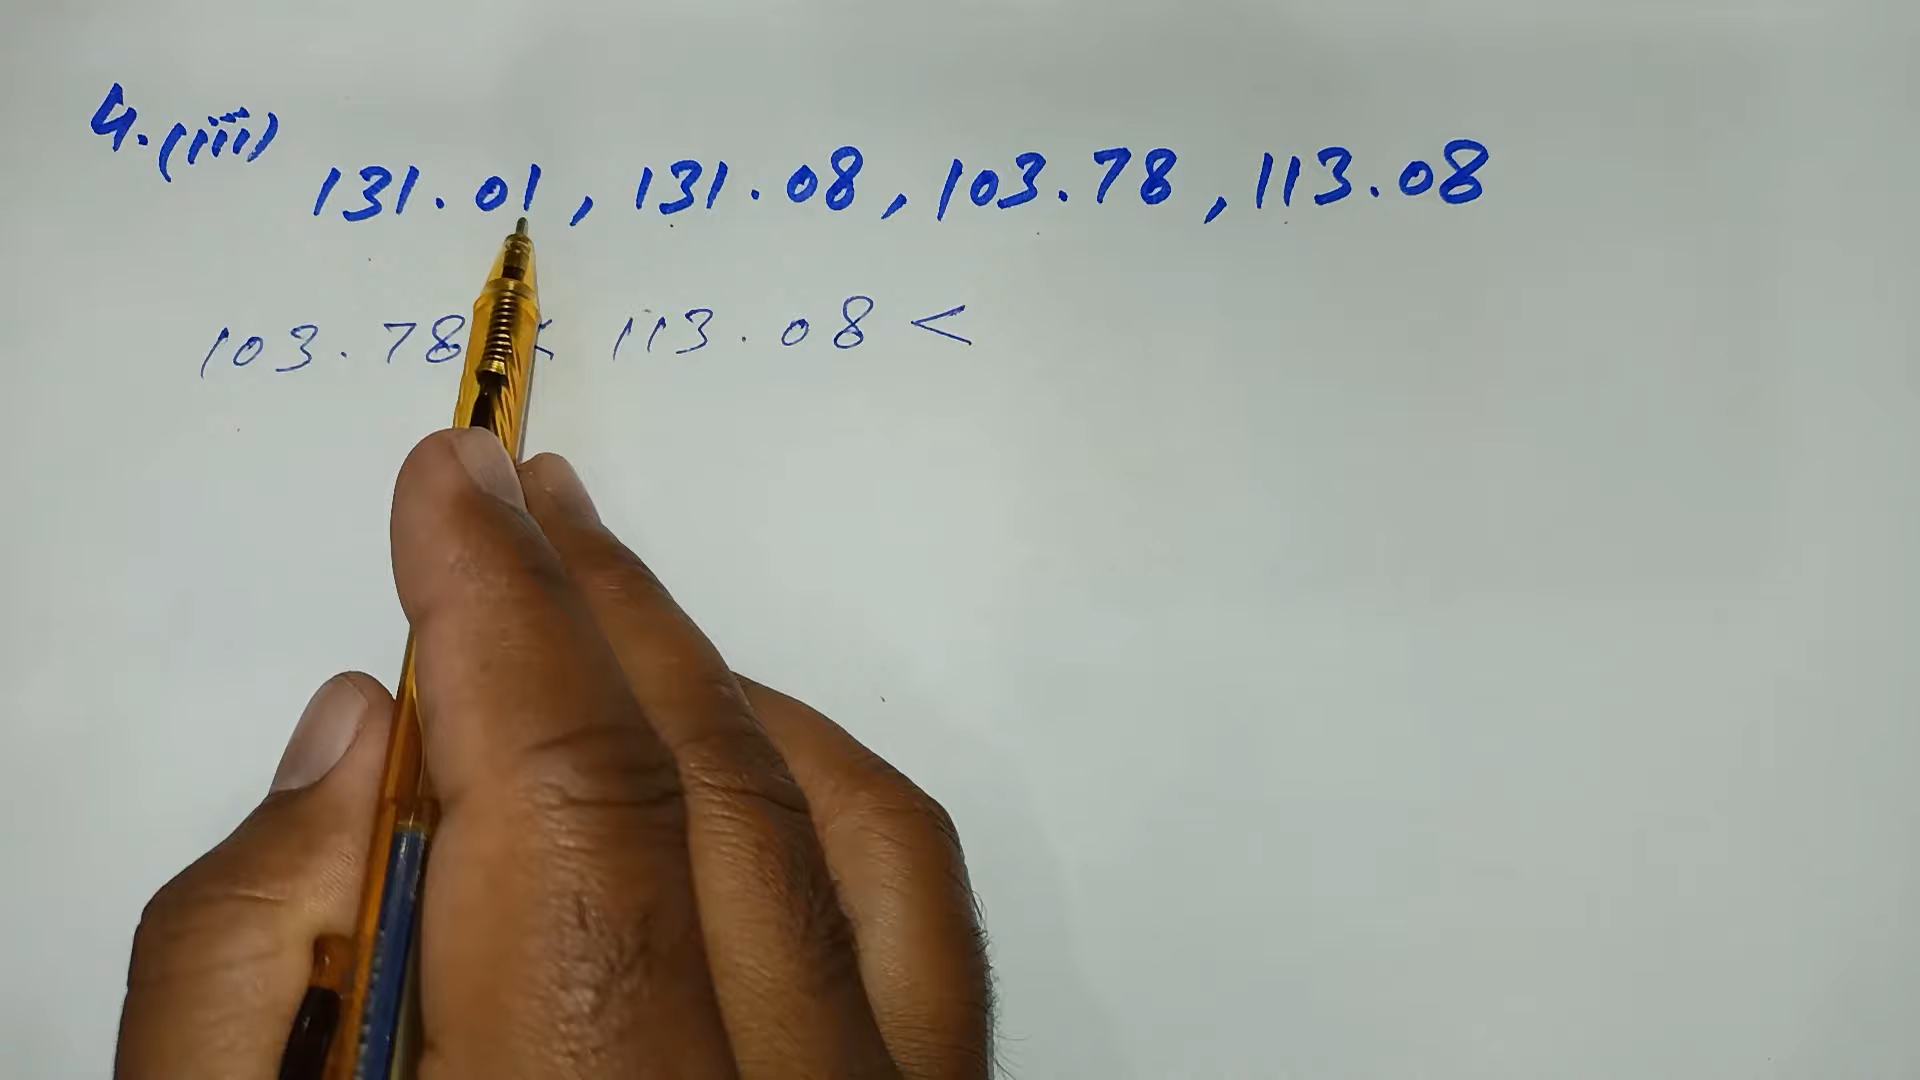 4.(iii)
131.01, 131.08, 103.78, 113.08
103.78 < 113.08 <